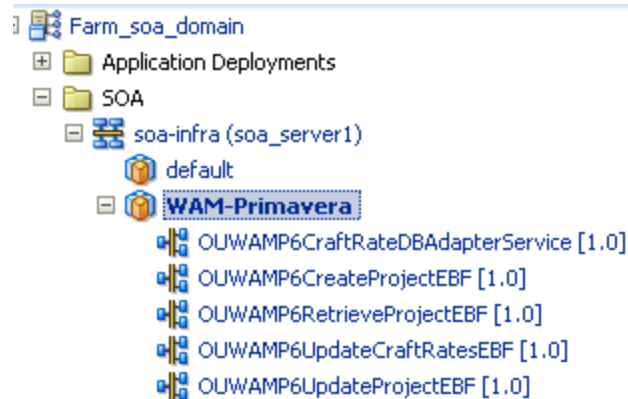 Farm_soa_domain
Application Deployments
SOA
soa-infra (soa_server1)
default
WAM-Primavera
OUWAMP6CraftRateDBAdapterService [1.0]
OUWAMP6CreateProjectEBF [1.0]
OUWAMP6RetrieveProjectEBF [1.0]
OUWAMP6UpdateCraftRatesEBF [1.0]
OUWAMP6UpdateProjectEBF [1.0]